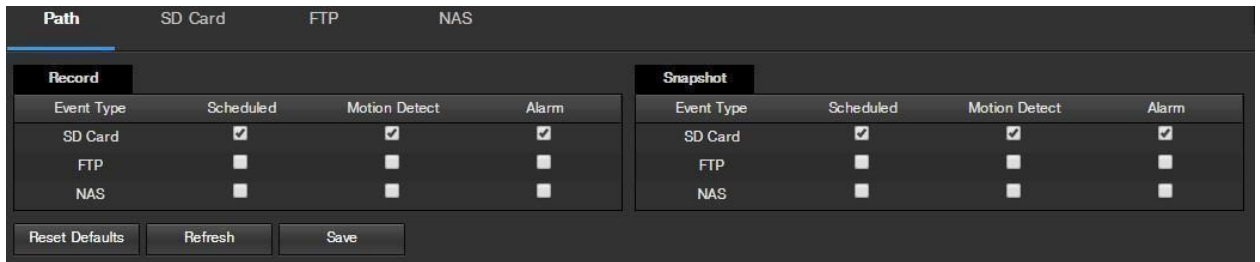 Path SD Card FTP NAS
Record Snapshot
Event Type Scheduled Motion Detect Alarm Event Type Scheduled Motion Detect Alarm
SD Card SD Card
FTP FTP
NAS NAS
Reset Defaults Refresh Save